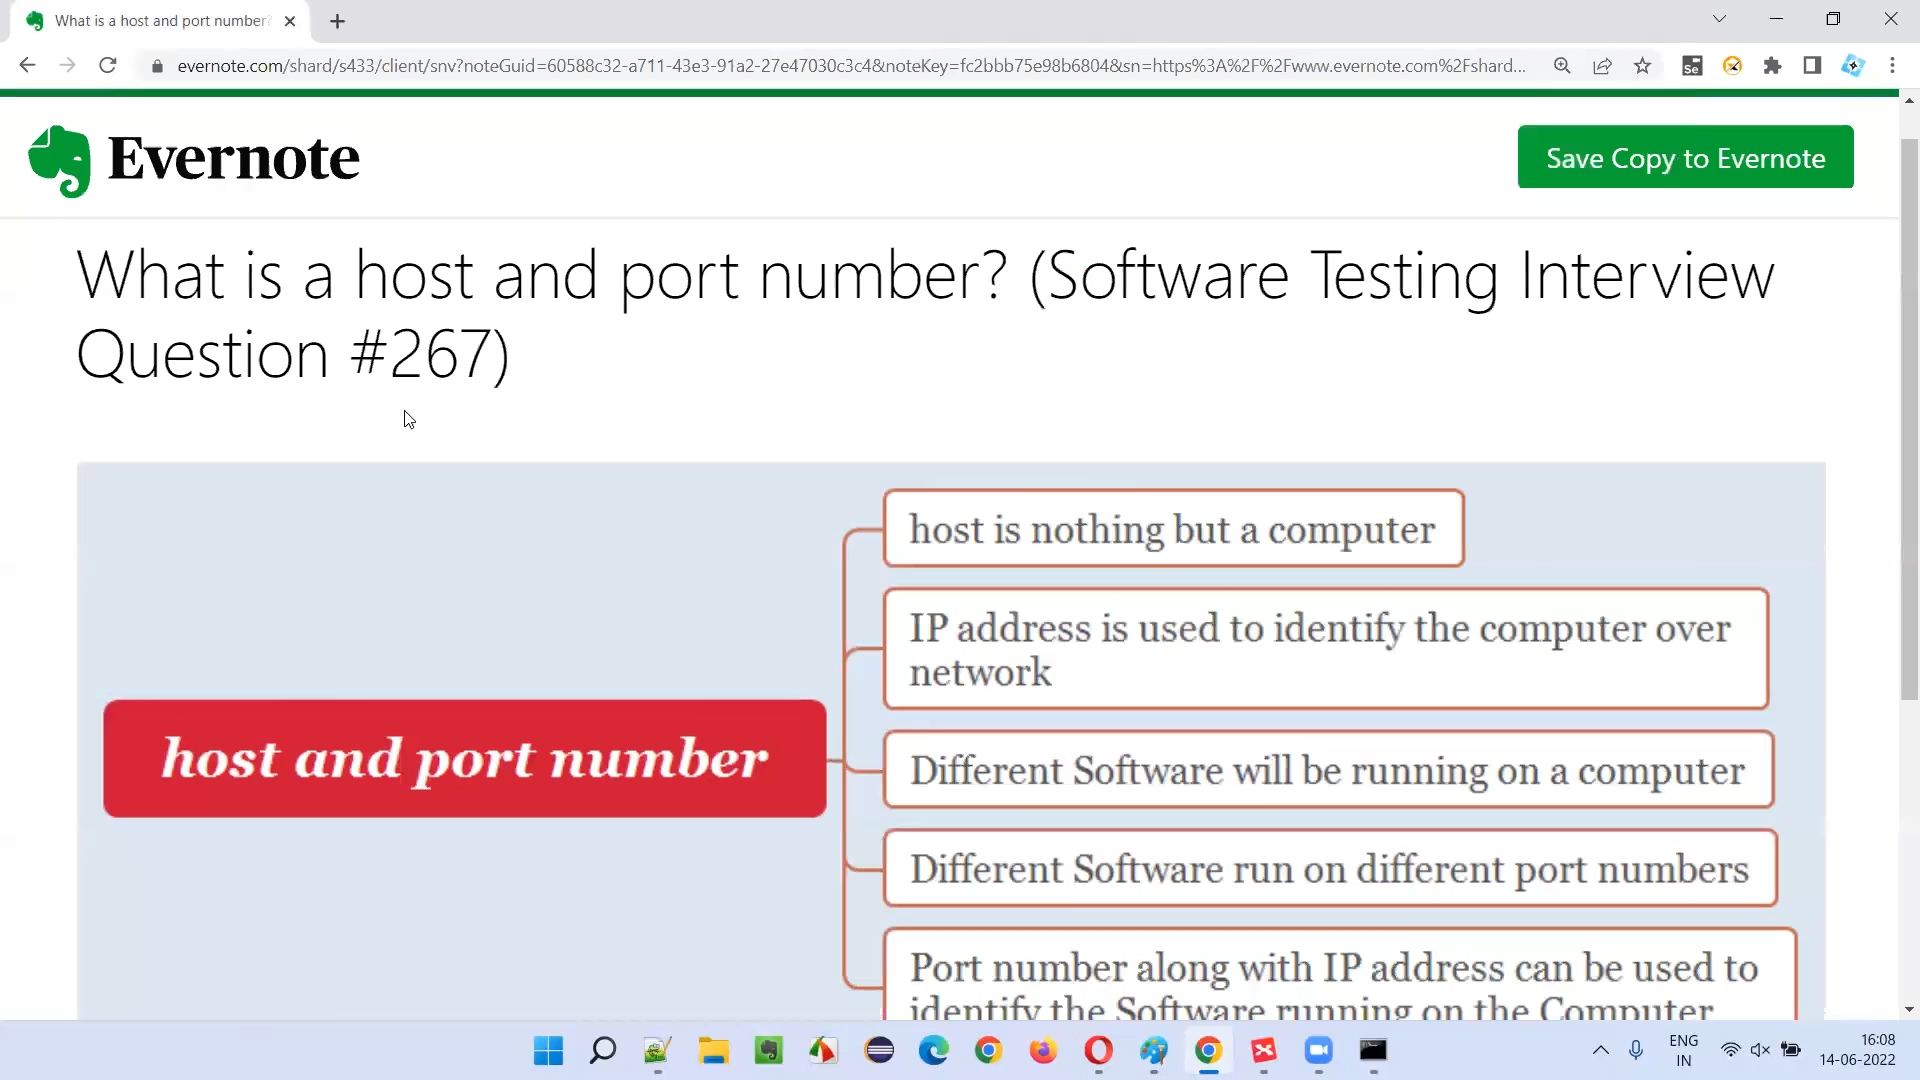 What is a host and port number?
evernote.com/shard/s433/client/snv?noteGuid=60588c32-a711-43e3-91a2-27e47030c3c4&noteKey=fc2bbb75e98b6804&sn=https%3A%2F%2Fwww.evernote.com%2Fshard...
Se
Evernote
Save Copy to Evernote
What is a host and port number? (Software Testing Interview
Question #267)
host is nothing but a computer
IP address is used to identify the computer over
network
host and port number
Different Software will be running on a computer
Different Software run on different port numbers
Port number along with IP address can be used to
identify the Software running on the Computer
ENG
IN
16:08
14-06-2022